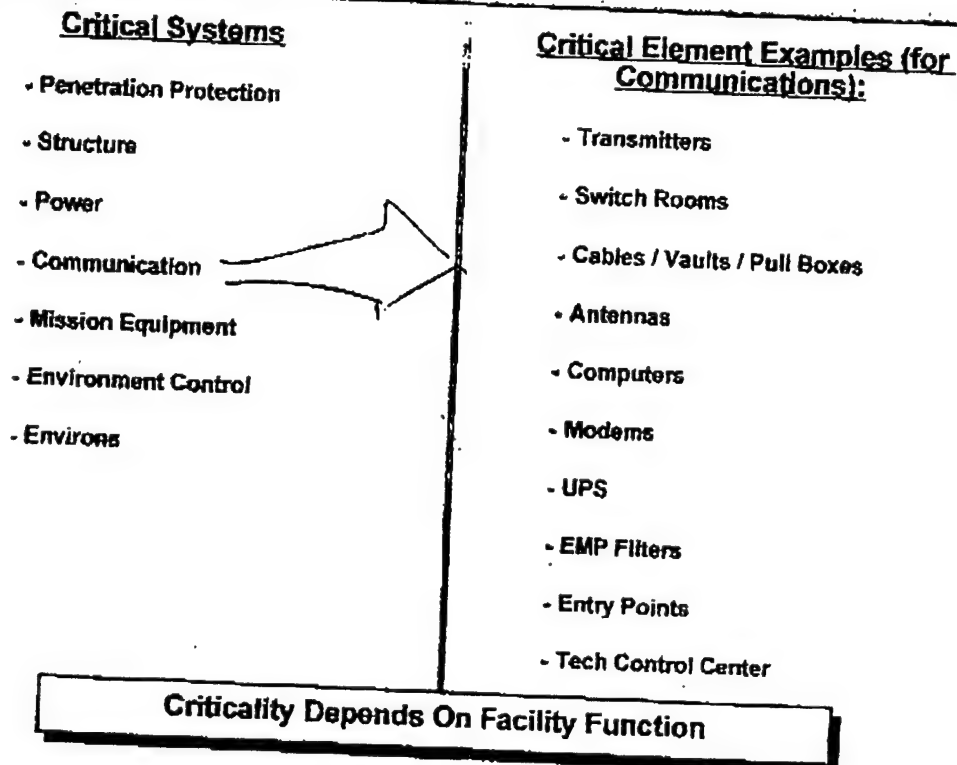 Critical Systems
- Penetration Protection
- Structure
- Power
- Communication
- Mission Equipment
- Environment Control
- Environs
Critical Element Examples (for
Communications):
- Transmitters
- Switch Rooms
- Cables / Vaults / Pull Boxes
- Antennas
- Computers
- Modems
- UPS
- EMP Filters
- Entry Points
- Tech Control Center
Criticality Depends On Facility Function